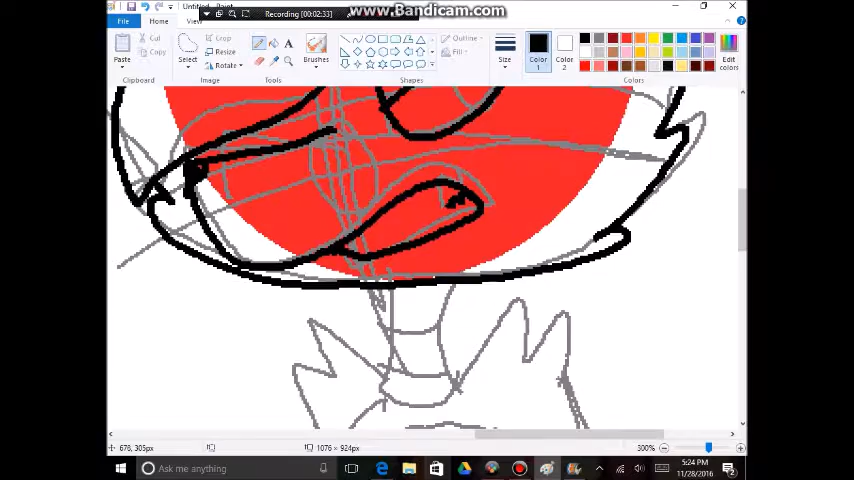 www.Bandicam.com
Untitled - Paint
Recording [00:02:33]
File
Home
View
Paste
Cut
Copy
Select
Crop
Resize
Rotate
Brushes
Outline
Fill
Size
Color 1
Color 2
Edit colors
Clipboard
Image
Tools
Shapes
Colors
676, 305px
1076 × 924px
300%
Ask me anything
5:24 PM
11/28/2016